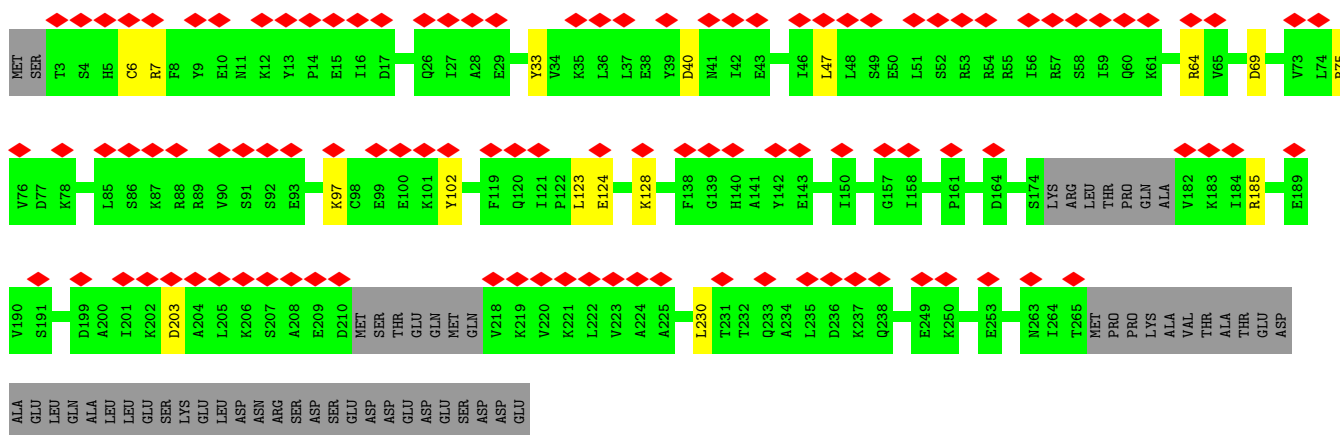 MET SER T3 S4 H5 C6 R7 F8 Y9 E10 N11 K12 Y13 P14 E15 I16 D17 Q26 I27 A28 E29 Y33 V34 K35 L36 L37 E38 Y39 D40 N41 I42 E43 I46 L47 L48 S49 E50 L51 S52 R53 R54 R55 I56 R57 S58 I59 Q60 K61 R64 V65 D69 V73 L74 R75
V76 D77 K78 L85 S86 K87 R88 R89 V90 S91 S92 E93 K97 C98 E99 E100 K101 Y102 F119 Q120 I121 P122 L123 E124 K128 F138 G139 H140 A141 Y142 E143 I150 G157 I158 P161 D164 S174 LYS ARG LEU THR PRO GLN ALA V182 K183 I184 R185 E189
V190 S191 D199 A200 I201 K202 D203 A204 L205 K206 S207 A208 E209 D210 MET SER THR GLU GLN MET GLN V218 K219 V220 K221 L222 V223 A224 A225 L230 T231 T232 Q233 A234 L235 D236 K237 Q238 E249 K250 E253 N263 I264 T265 MET PRO PRO LYS ALA VAL THR ALA THR GLU ASP
ALA GLU LEU GLN ALA LEU LEU GLU SER LYS GLU LEU ASP ASN ARG SER ASP SER GLU ASP ASP GLU ASP GLU SER ASP ASP GLU